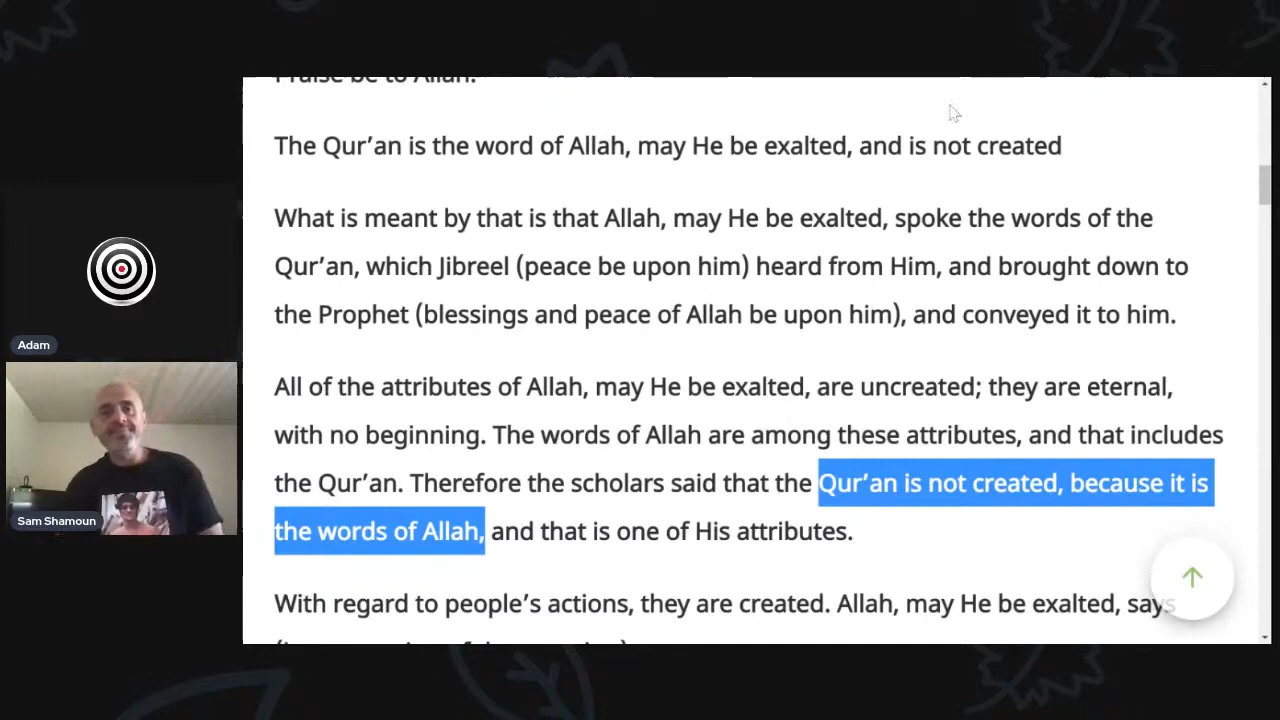 Praise be to Allah.
The Qur’an is the word of Allah, may He be exalted, and is not created
What is meant by that is that Allah, may He be exalted, spoke the words of the
Qur’an, which Jibreel (peace be upon him) heard from Him, and brought down to
the Prophet (blessings and peace of Allah be upon him), and conveyed it to him.
All of the attributes of Allah, may He be exalted, are uncreated; they are eternal,
with no beginning. The words of Allah are among these attributes, and that includes
the Qur’an. Therefore the scholars said that the Qur’an is not created, because it is
the words of Allah, and that is one of His attributes.
With regard to people’s actions, they are created. Allah, may He be exalted, says
Adam
Sam Shamoun